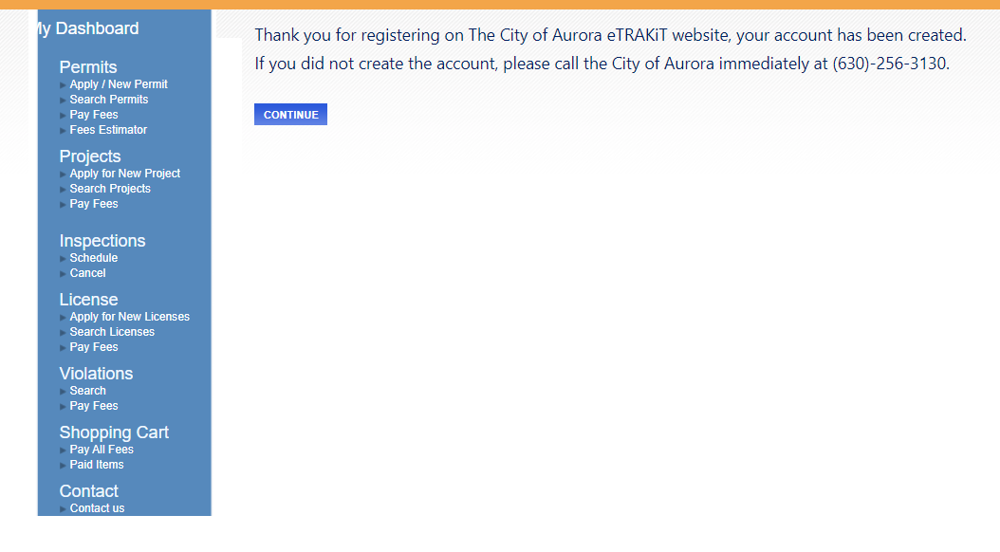 My Dashboard
Permits
Apply / New Permit
Search Permits
Pay Fees
Fees Estimator
Projects
Apply for New Project
Search Projects
Pay Fees
Inspections
Schedule
Cancel
License
Apply for New Licenses
Search Licenses
Pay Fees
Violations
Search
Pay Fees
Shopping Cart
Pay All Fees
Paid Items
Contact
Contact us
Thank you for registering on The City of Aurora eTRAKiT website, your account has been created.
If you did not create the account, please call the City of Aurora immediately at (630)-256-3130.
CONTINUE